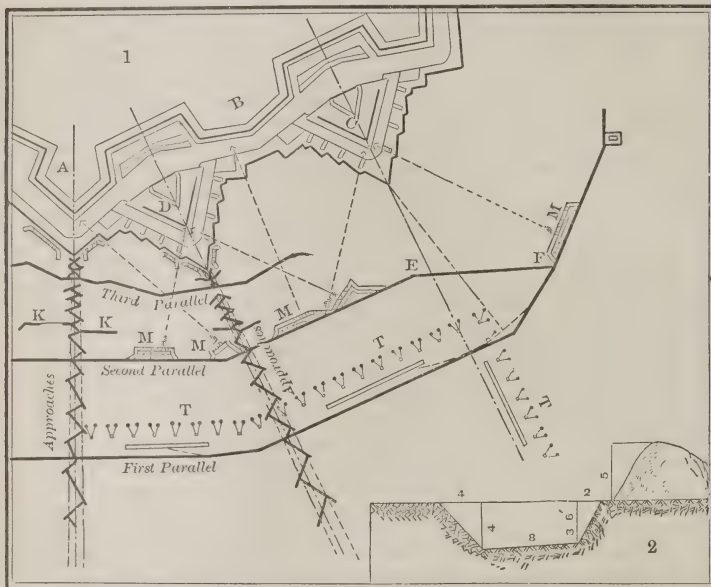 1
B
A
C
D
M
E
F
Third Parallel
K
K
M
M
M
Approaches
T
Second Parallel
Approaches
T
T
First Parallel
4
2
5
4
3 6
8
2